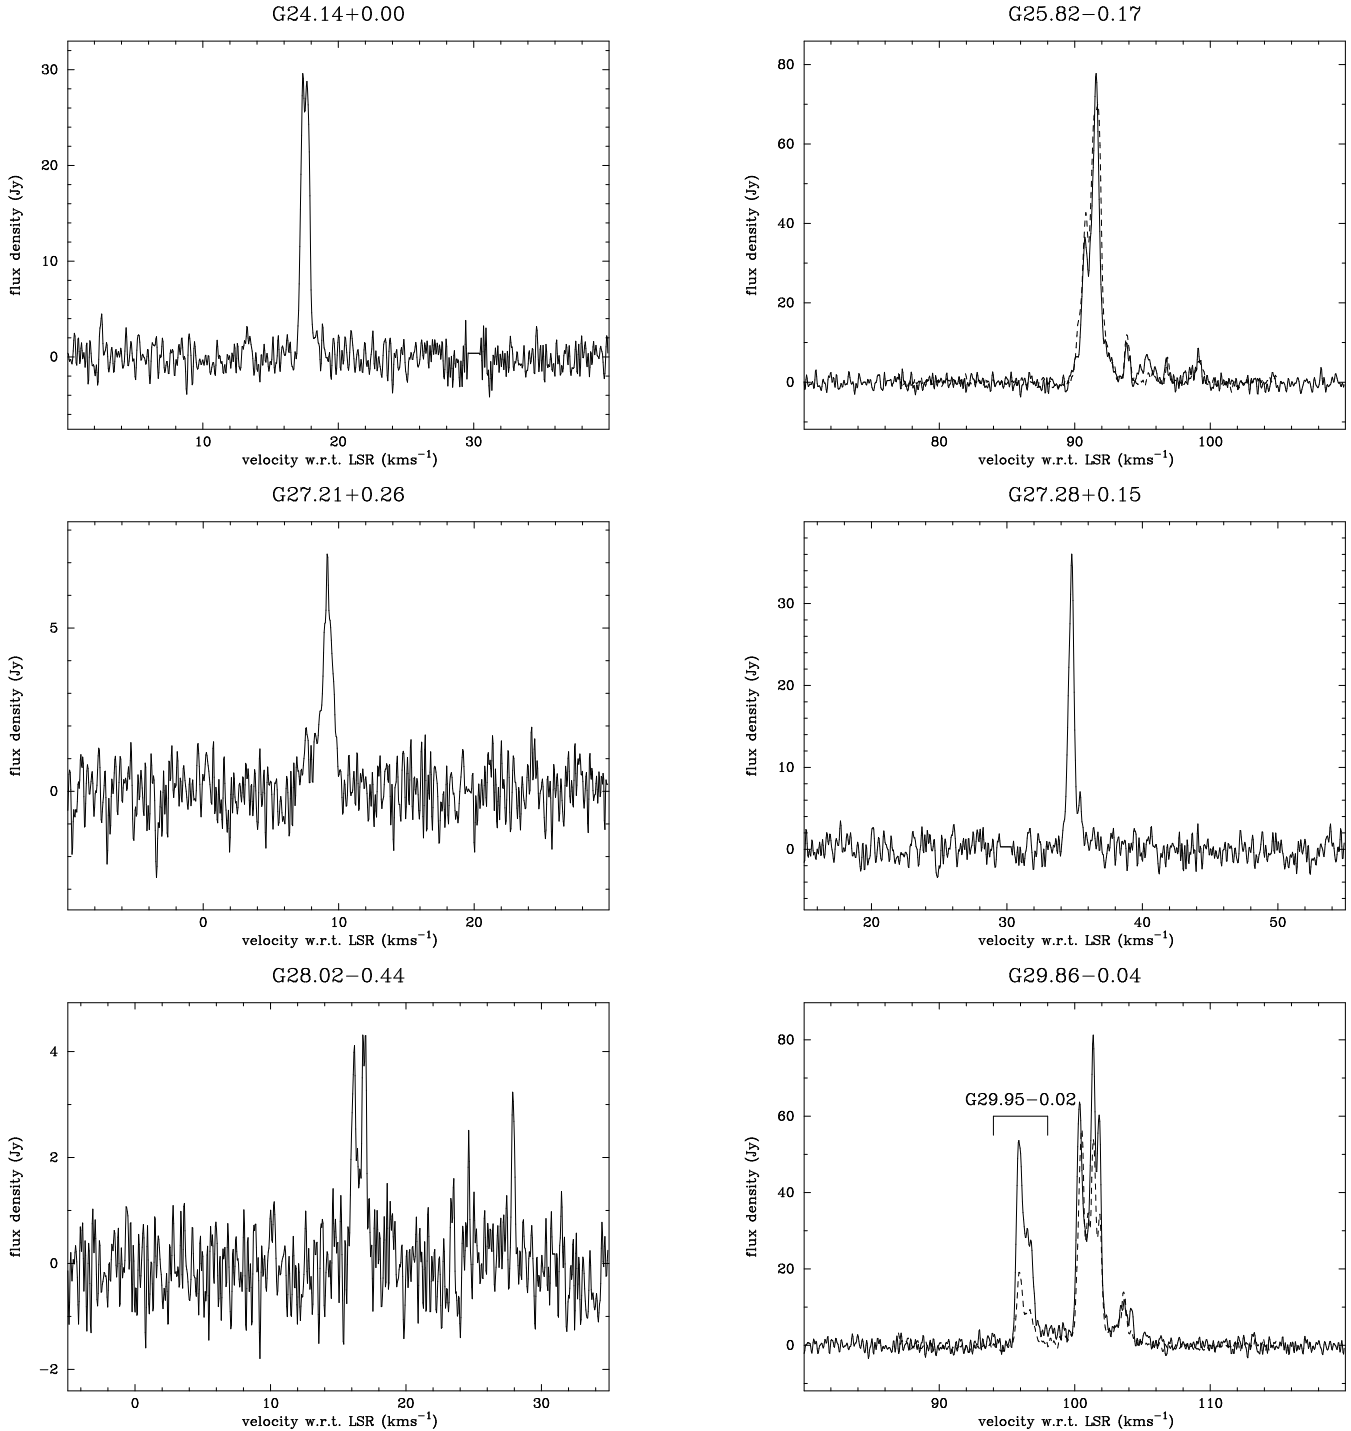 G24.14+0.00
30
20
10
0
flux density (Jy)
10 20 30
velocity w.r.t. LSR (kms⁻¹)
G25.82−0.17
80
60
40
20
0
flux density (Jy)
80 90 100
velocity w.r.t. LSR (kms⁻¹)
G27.21+0.26
5
0
flux density (Jy)
0 10 20
velocity w.r.t. LSR (kms⁻¹)
G27.28+0.15
30
20
10
0
flux density (Jy)
20 30 40 50
velocity w.r.t. LSR (kms⁻¹)
G28.02−0.44
4
2
0
−2
flux density (Jy)
0 10 20 30
velocity w.r.t. LSR (kms⁻¹)
G29.86−0.04
80
60
40
20
0
flux density (Jy)
G29.95−0.02
90 100 110
velocity w.r.t. LSR (kms⁻¹)